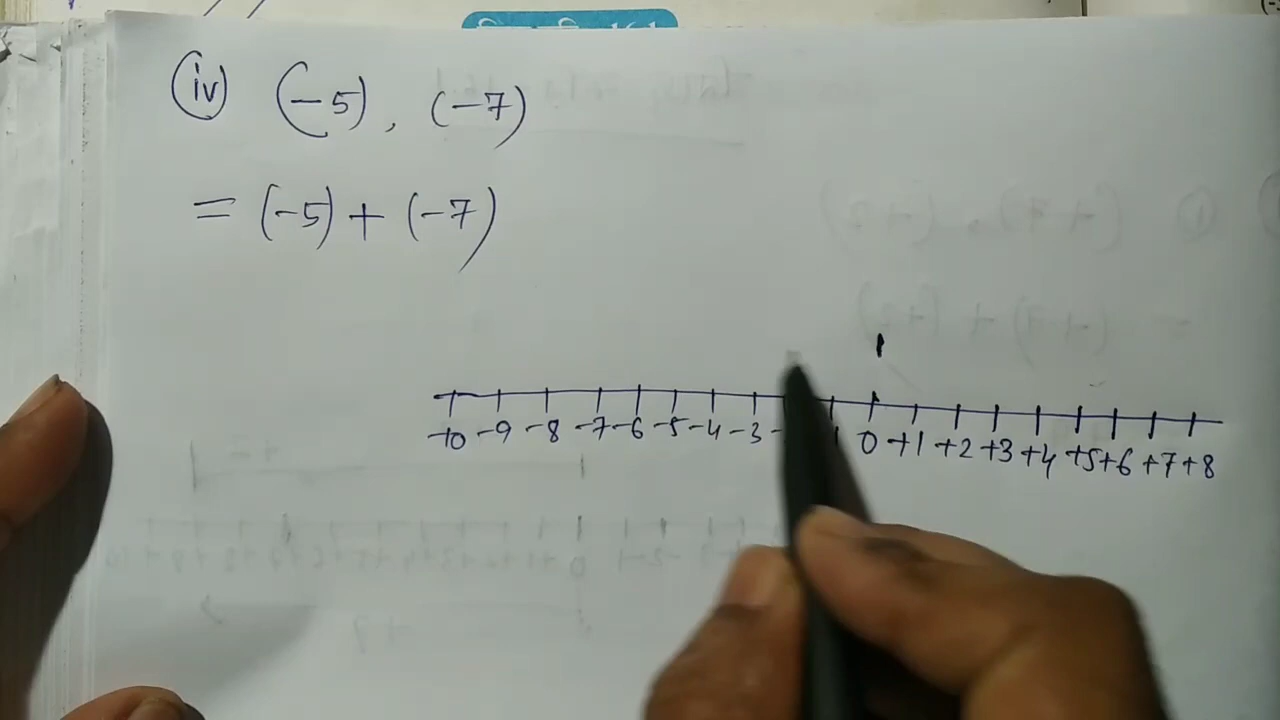 (iv) (-5), (-7)
= (-5) + (-7)
-10 -9 -8 -7 -6 -5 -4 -3 0 +1 +2 +3 +4 +5 +6 +7 +8